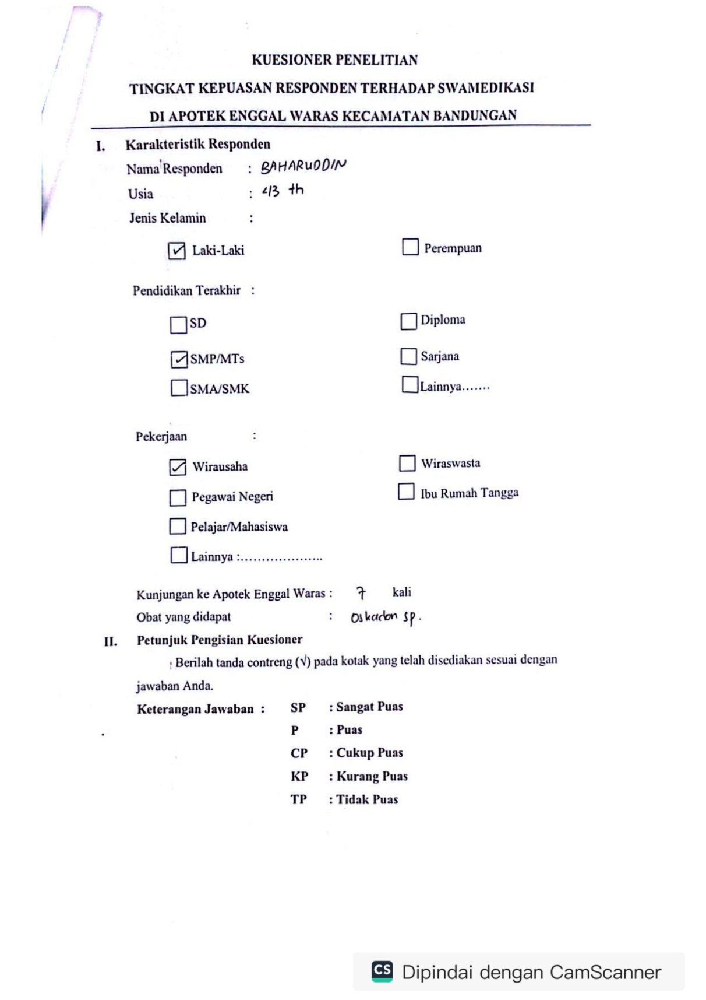 KUESIONER PENELITIAN
TINGKAT KEPUASAN RESPONDEN TERHADAP SWAMEDIKASI
DI APOTEK ENGGAL WARAS KECAMATAN BANDUNGAN
I. Karakteristik Responden
Nama Responden : BAHARUDDIN
Usia : 43 th
Jenis Kelamin :
☑ Laki-Laki ☐ Perempuan
Pendidikan Terakhir :
☐ SD ☐ Diploma
☑ SMP/MTs ☐ Sarjana
☐ SMA/SMK ☐ Lainnya.......
Pekerjaan :
☑ Wirausaha ☐ Wiraswasta
☐ Pegawai Negeri ☐ Ibu Rumah Tangga
☐ Pelajar/Mahasiswa
☐ Lainnya :....................
Kunjungan ke Apotek Enggal Waras : 7 kali
Obat yang didapat : Oskadon sp.
II. Petunjuk Pengisian Kuesioner
Berilah tanda contreng (√) pada kotak yang telah disediakan sesuai dengan
jawaban Anda.
Keterangan Jawaban : SP : Sangat Puas
P : Puas
CP : Cukup Puas
KP : Kurang Puas
TP : Tidak Puas
CS Dipindai dengan CamScanner